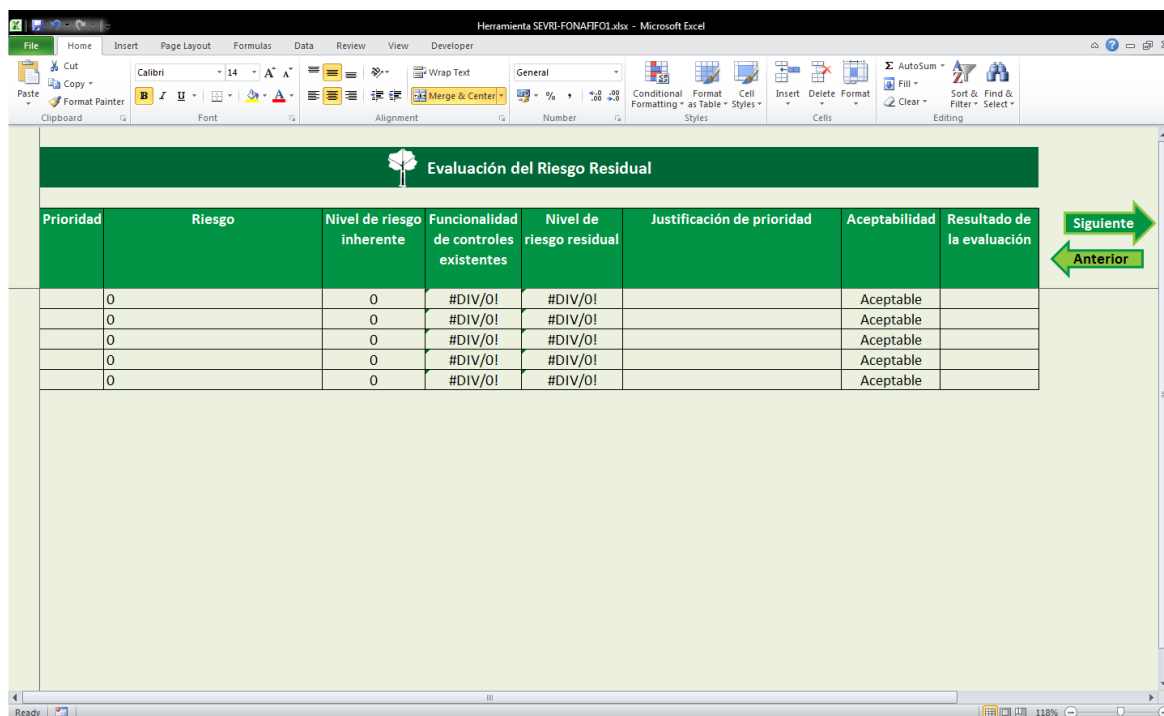 Herramienta SEVRI-FONAFIFO1.xlsx - Microsoft Excel
File Home Insert Page Layout Formulas Data Review View Developer
Paste
Cut
Copy
Format Painter
Clipboard
Calibri 14
B I U
Font
Wrap Text
Merge & Center
Alignment
General
% ,
Number
Conditional Formatting
Format as Table
Cell Styles
Styles
Insert Delete Format
Cells
Σ AutoSum
Fill
Clear
Sort & Filter
Find & Select
Editing
Evaluación del Riesgo Residual
Prioridad
Riesgo
Nivel de riesgo
inherente
Funcionalidad
de controles
existentes
Nivel de
riesgo residual
Justificación de prioridad
Aceptabilidad
Resultado de
la evaluación
Siguiente
Anterior
0 0 #DIV/0! #DIV/0! Aceptable
0 0 #DIV/0! #DIV/0! Aceptable
0 0 #DIV/0! #DIV/0! Aceptable
0 0 #DIV/0! #DIV/0! Aceptable
0 0 #DIV/0! #DIV/0! Aceptable
Ready
118%